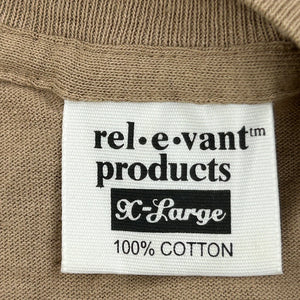 rel•e•vant™
products
X-Large
100% COTTON